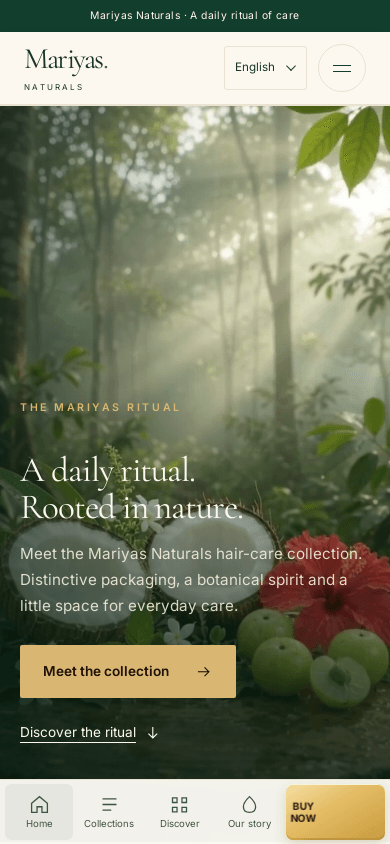 Mariyas Naturals · A daily ritual of care
Mariyas.
NATURALS
English
THE MARIYAS RITUAL
A daily ritual.
Rooted in nature.
Meet the Mariyas Naturals hair-care collection.
Distinctive packaging, a botanical spirit and a
little space for everyday care.
Meet the collection →
Discover the ritual ↓
Home
Collections
Discover
Our story
BUY
NOW